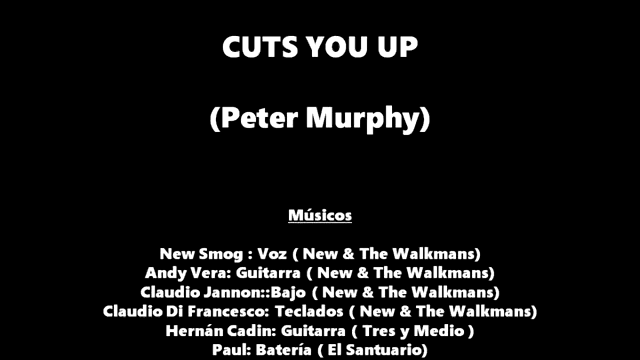 CUTS YOU UP
(Peter Murphy)
Músicos
New Smog : Voz ( New & The Walkmans)
Andy Vera: Guitarra ( New & The Walkmans)
Claudio Jannon::Bajo ( New & The Walkmans)
Claudio Di Francesco: Teclados ( New & The Walkmans)
Hernán Cadin: Guitarra ( Tres y Medio )
Paul: Batería ( El Santuario)